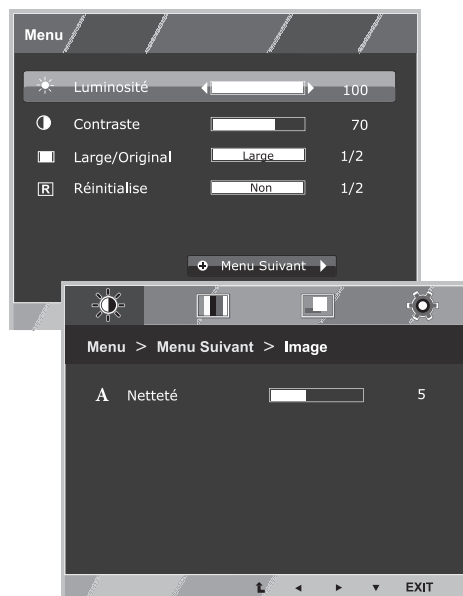 Menu
Luminosité 100
Contraste 70
Large/Original Large 1/2
R Réinitialise Non 1/2
Menu Suivant
Menu > Menu Suivant > Image
A Netteté 5
EXIT